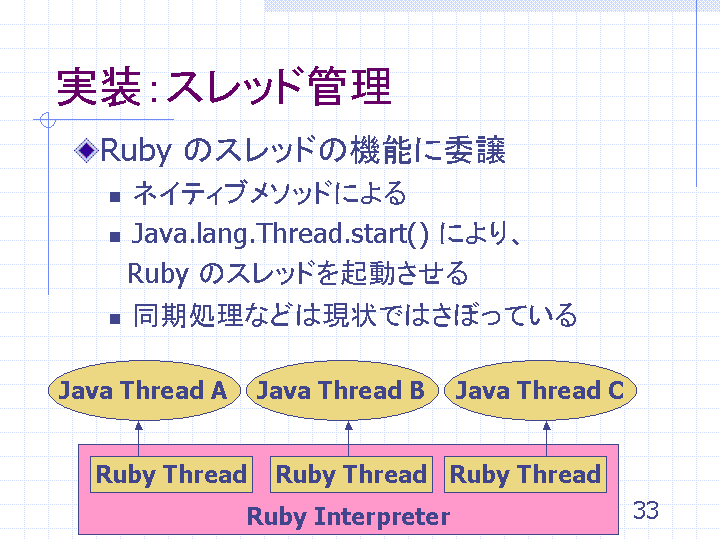 実装：スレッド管理
Ruby のスレッドの機能に委譲
ネイティブメソッドによる
Java.lang.Thread.start() により、
Ruby のスレッドを起動させる
同期処理などは現状ではさぼっている
Java Thread A Java Thread B Java Thread C
Ruby Thread Ruby Thread Ruby Thread
Ruby Interpreter
33